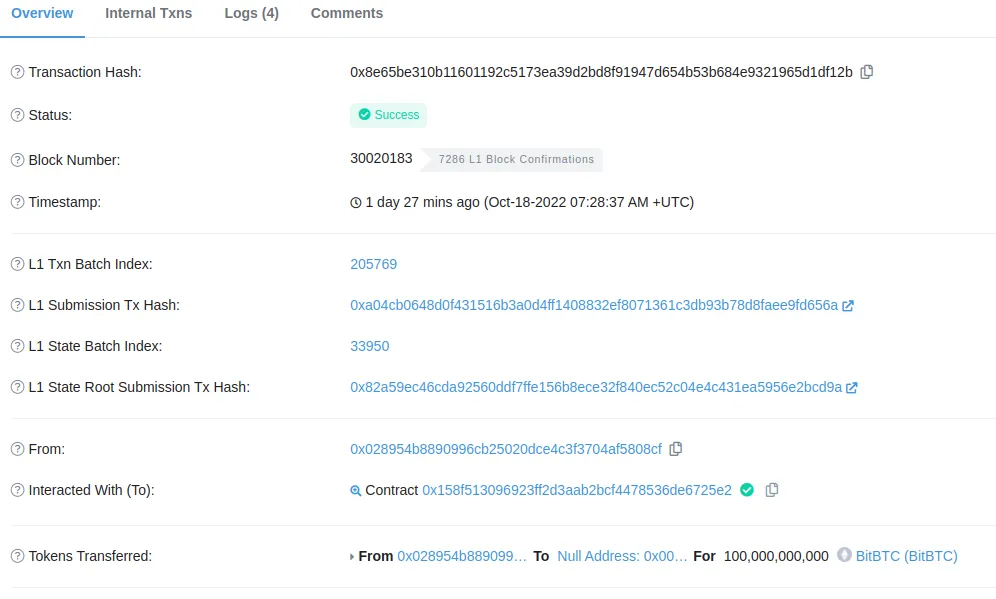 Overview Internal Txns Logs (4) Comments
Transaction Hash: 0x8e65be310b11601192c5173ea39d2bd8f91947d654b53b684e9321965d1df12b
Status: Success
Block Number: 30020183 7286 L1 Block Confirmations
Timestamp: 1 day 27 mins ago (Oct-18-2022 07:28:37 AM +UTC)
L1 Txn Batch Index: 205769
L1 Submission Tx Hash: 0xa04cb0648d0f431516b3a0d4ff1408832ef8071361c3db93b78d8faee9fd656a
L1 State Batch Index: 33950
L1 State Root Submission Tx Hash: 0x82a59ec46cda92560ddf7ffe156b8ece32f840ec52c04e4c431ea5956e2bcd9a
From: 0x028954b8890996cb25020dce4c3f3704af5808cf
Interacted With (To): Contract 0x158f513096923ff2d3aab2bcf4478536de6725e2
Tokens Transferred: From 0x028954b889099... To Null Address: 0x00... For 100,000,000,000 BitBTC (BitBTC)